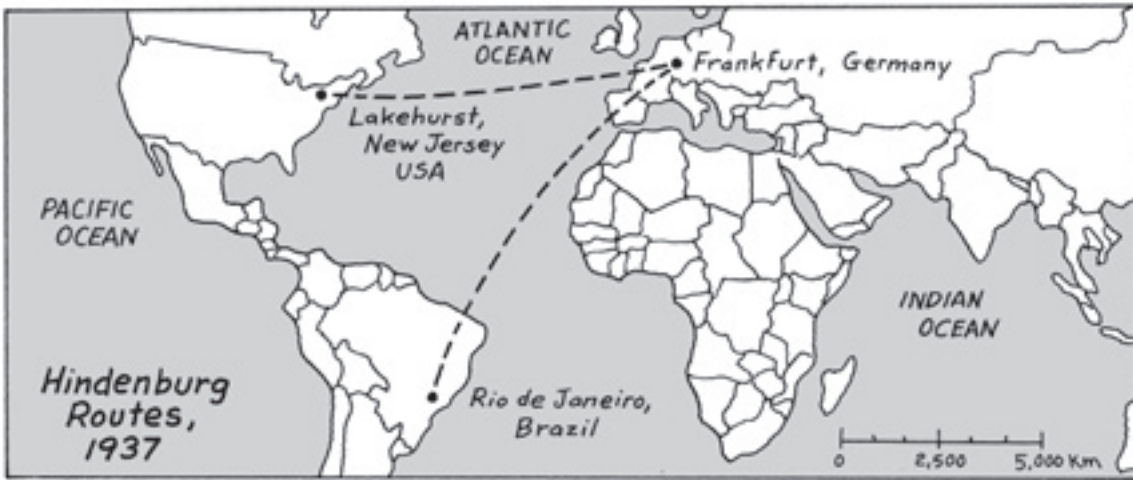 ATLANTIC
OCEAN
Frankfurt, Germany
Lakehurst,
New Jersey
USA
PACIFIC
OCEAN
INDIAN
OCEAN
Hindenburg
Routes,
1937
Rio de Janeiro,
Brazil
0 2,500 5,000 Km